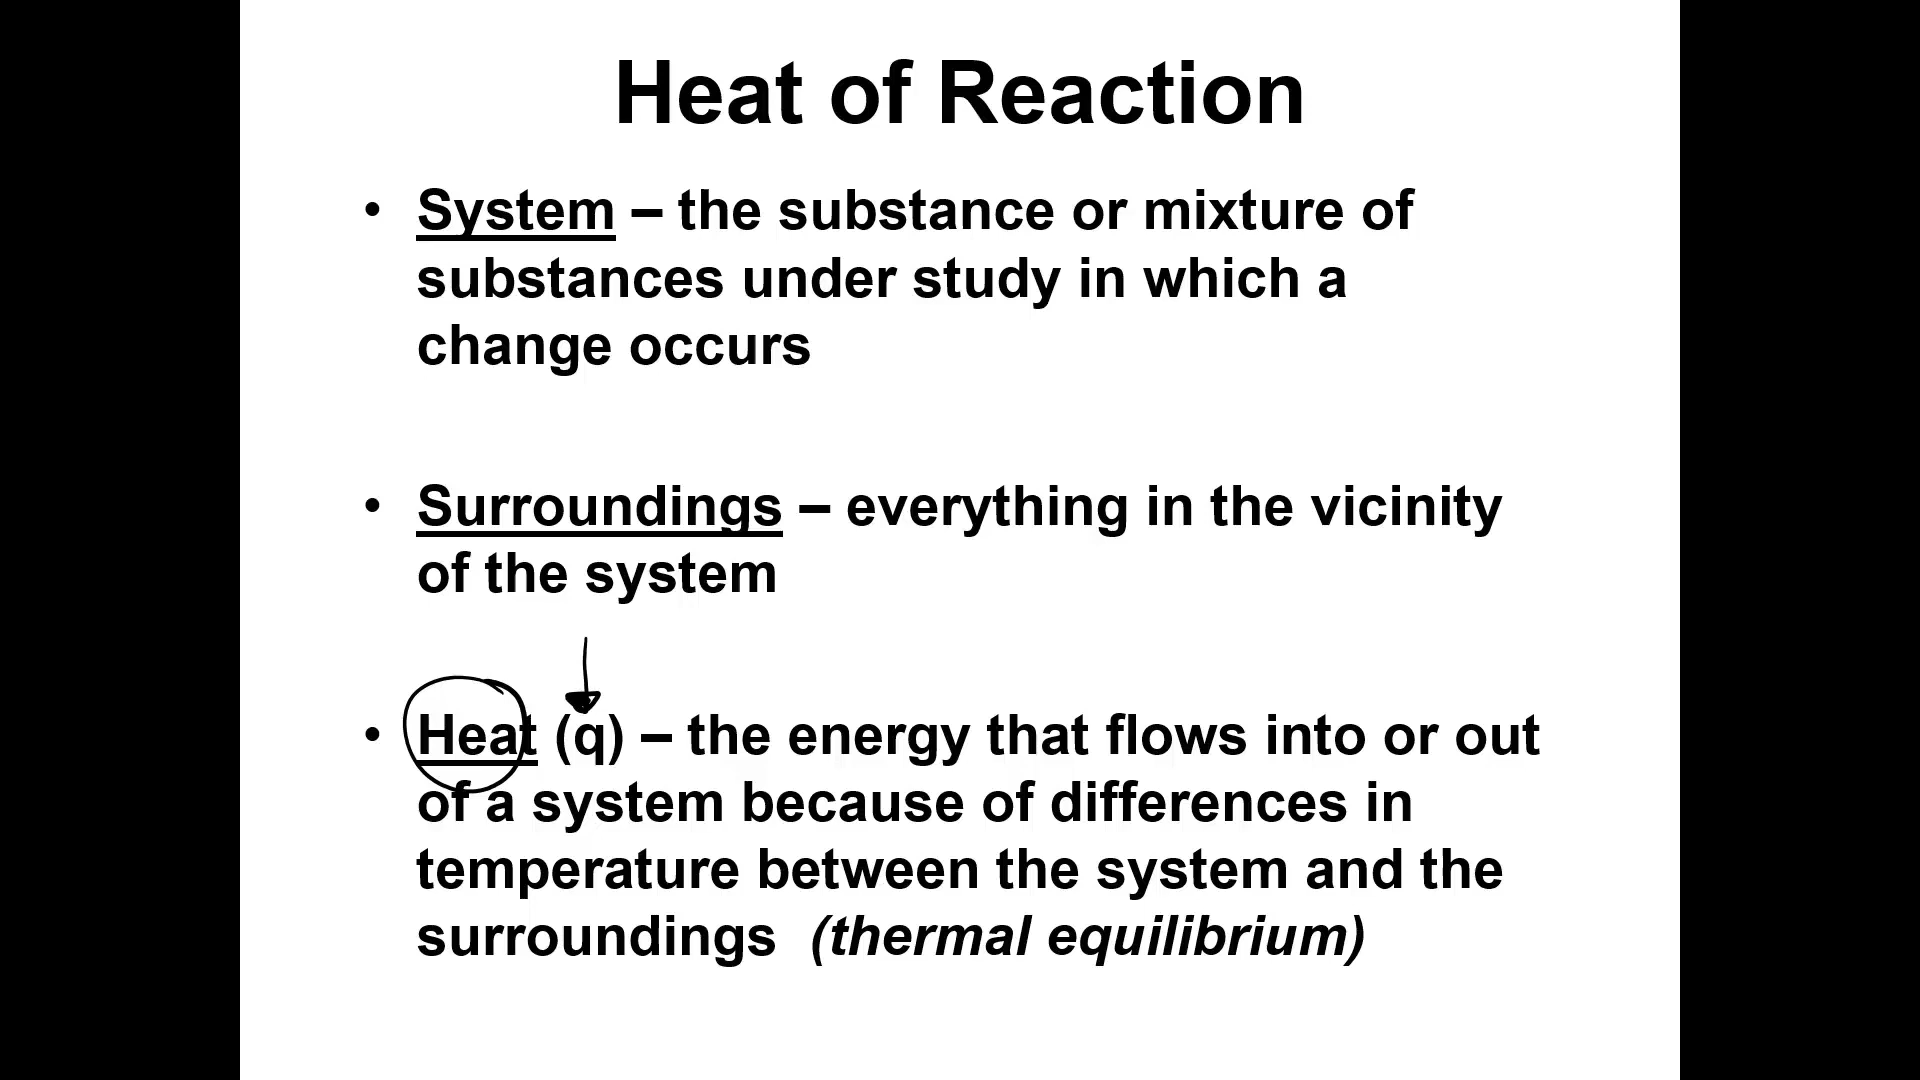 Heat of Reaction
• System – the substance or mixture of
substances under study in which a
change occurs
• Surroundings – everything in the vicinity
of the system
• Heat (q) – the energy that flows into or out
of a system because of differences in
temperature between the system and the
surroundings (thermal equilibrium)